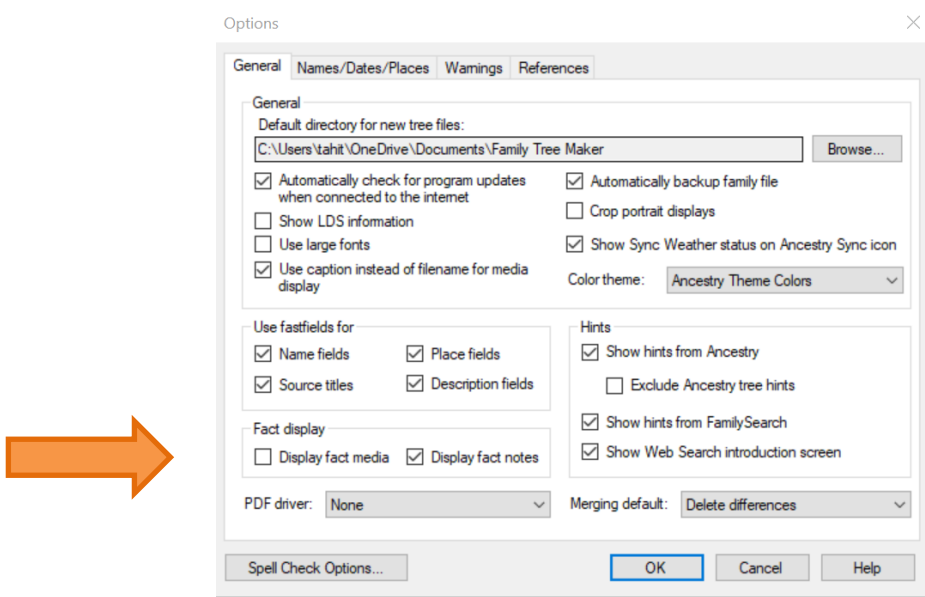 Options
General Names/Dates/Places Warnings References
General
Default directory for new tree files:
C:\Users\tahit\OneDrive\Documents\Family Tree Maker Browse...
Automatically check for program updates
when connected to the internet
Automatically backup family file
Show LDS information
Crop portrait displays
Use large fonts
Show Sync Weather status on Ancestry Sync icon
Use caption instead of filename for media
display
Color theme: Ancestry Theme Colors
Use fastfields for
Name fields Place fields
Source titles Description fields
Hints
Show hints from Ancestry
Exclude Ancestry tree hints
Show hints from FamilySearch
Show Web Search introduction screen
Fact display
Display fact media Display fact notes
PDF driver: None Merging default: Delete differences
Spell Check Options... OK Cancel Help